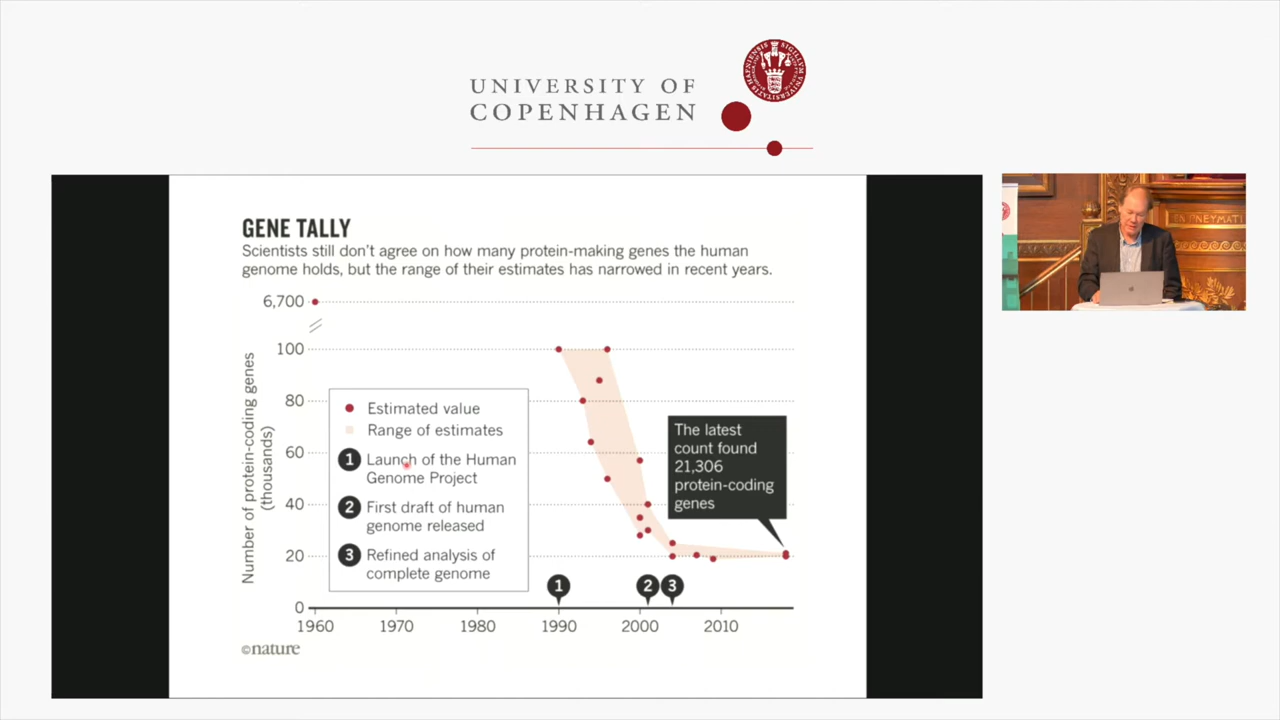 UNIVERSITY OF
COPENHAGEN
GENE TALLY
Scientists still don't agree on how many protein-making genes the human
genome holds, but the range of their estimates has narrowed in recent years.
6,700
100
80
60
40
20
0
Number of protein-coding genes
(thousands)
Estimated value
Range of estimates
1 Launch of the Human
Genome Project
2 First draft of human
genome released
3 Refined analysis of
complete genome
The latest
count found
21,306
protein-coding
genes
1 2 3
1960 1970 1980 1990 2000 2010
©nature
EN PNEYMATI